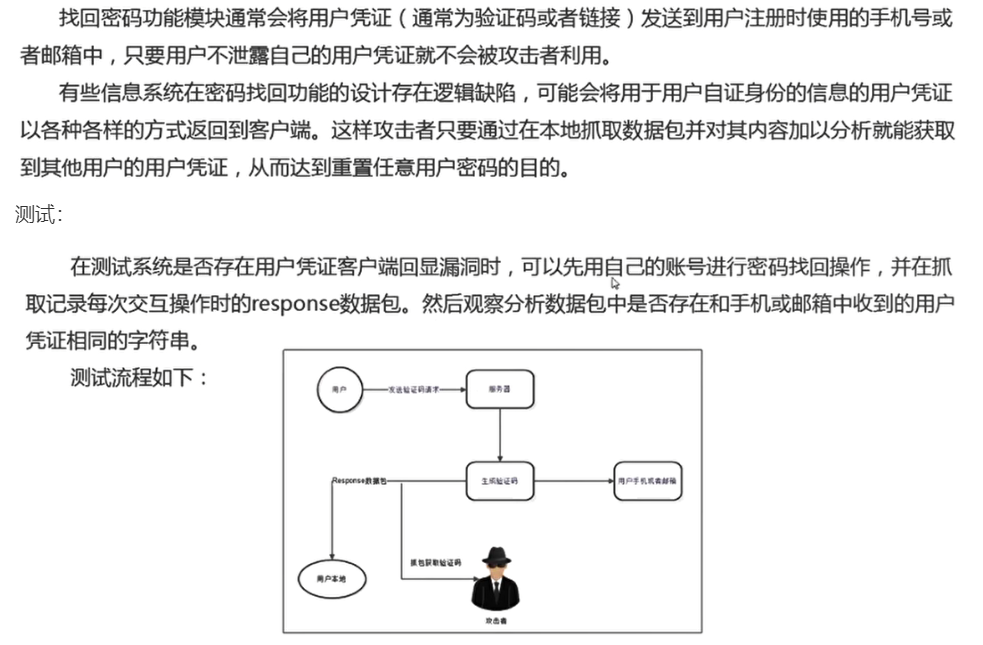 找回密码功能模块通常会将用户凭证（通常为验证码或者链接）发送到用户注册时使用的手机号或
者邮箱中，只要用户不泄露自己的用户凭证就不会被攻击者利用。
有些信息系统在密码找回功能的设计存在逻辑缺陷，可能会将用于用户自证身份的信息的用户凭证
以各种各样的方式返回到客户端。这样攻击者只要通过在本地抓取数据包并对其内容加以分析就能获取
到其他用户的用户凭证，从而达到重置任意用户密码的目的。
测试：
在测试系统是否存在用户凭证客户端回显漏洞时，可以先用自己的账号进行密码找回操作，并在抓
取记录每次交互操作时的response数据包。然后观察分析数据包中是否存在和手机或邮箱中收到的用户
凭证相同的字符串。
测试流程如下：
用户
发送验证码请求
服务器
Response数据包
生成验证码
用户手机或者邮箱
抓包获取验证码
用户本地
攻击者